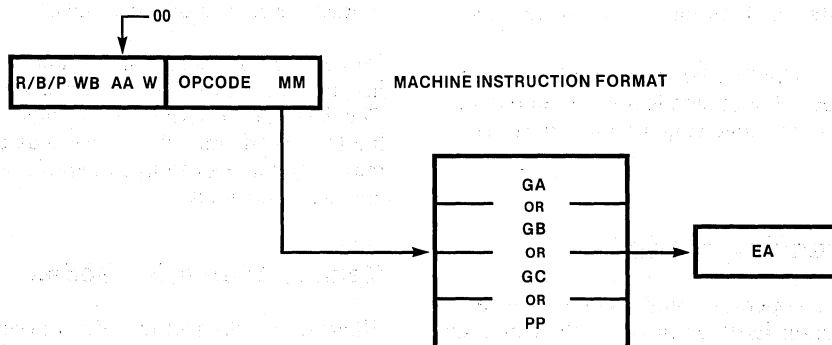 00
R/B/P WB AA W OPCODE MM
MACHINE INSTRUCTION FORMAT
GA
OR
GB
OR
GC
OR
PP
EA